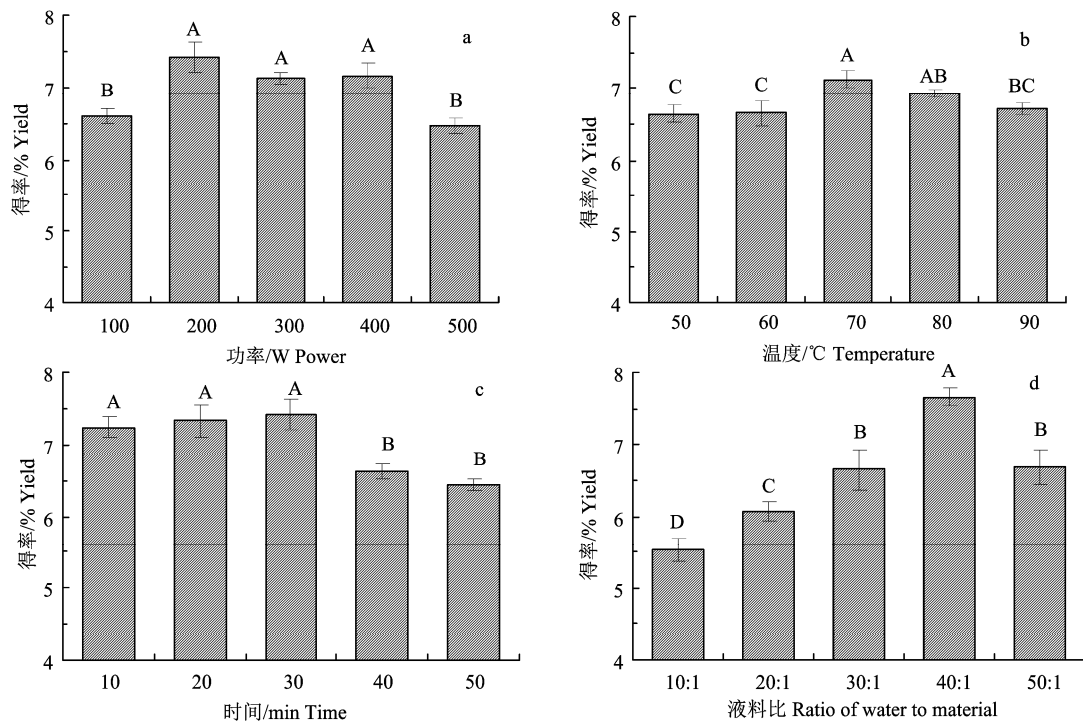 a
得率/% Yield
8
7
6
5
4
B
A
A
A
B
100 200 300 400 500
功率/W Power
b
得率/% Yield
8
7
6
5
4
C
C
A
AB
BC
50 60 70 80 90
温度/℃ Temperature
c
得率/% Yield
8
7
6
5
4
A
A
A
B
B
10 20 30 40 50
时间/min Time
d
得率/% Yield
8
7
6
5
4
D
C
B
A
B
10:1 20:1 30:1 40:1 50:1
液料比 Ratio of water to material